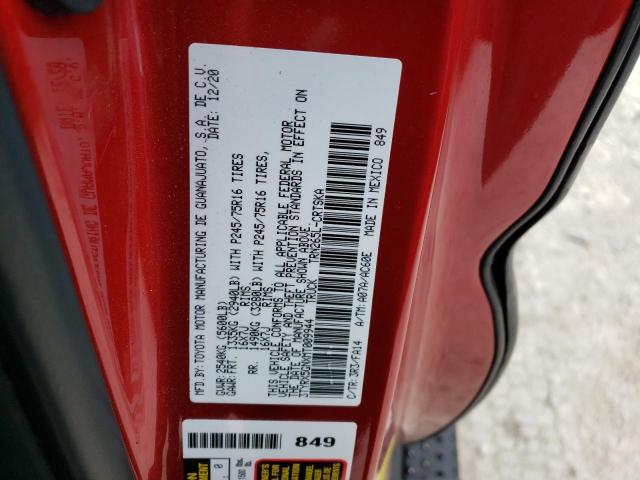 MFD.BY: TOYOTA MOTOR MANUFACTURING DE GUANAJUATO, S.A. DE C.V.
DATE: 12/20
GVWR:2540KG (5600LB)
GAWR:FRT. 1335KG (2940LB) WITH P245/75R16 TIRES
16X7J RIMS,
RR. 1490KG (3280LB) WITH P245/75R16 TIRES,
16X7J RIMS,
THIS VEHICLE CONFORMS TO ALL APPLICABLE FEDERAL MOTOR
VEHICLE SAFETY AND THEFT PREVENTION STANDARDS IN EFFECT ON
THE DATE OF MANUFACTURE SHOWN ABOVE.
TRUCK
TRN265L-CRTSKA
C/TR:3R3/FA14 A/TM:A07A/AC60E MADE IN MEXICO 849
849